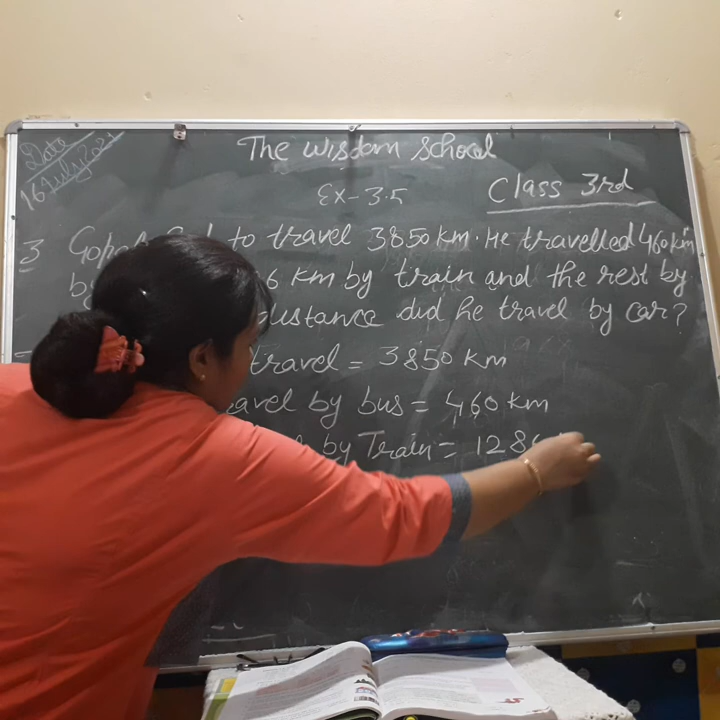 Date
16 July 2021
The Wisdom School
Ex-3.5
Class 3rd
3 to travel 3850 km. He travelled 460 km
by 6 km by train and the rest by
distance did he travel by car?
travel = 3850 km
travel by bus = 460 km
by Train = 128